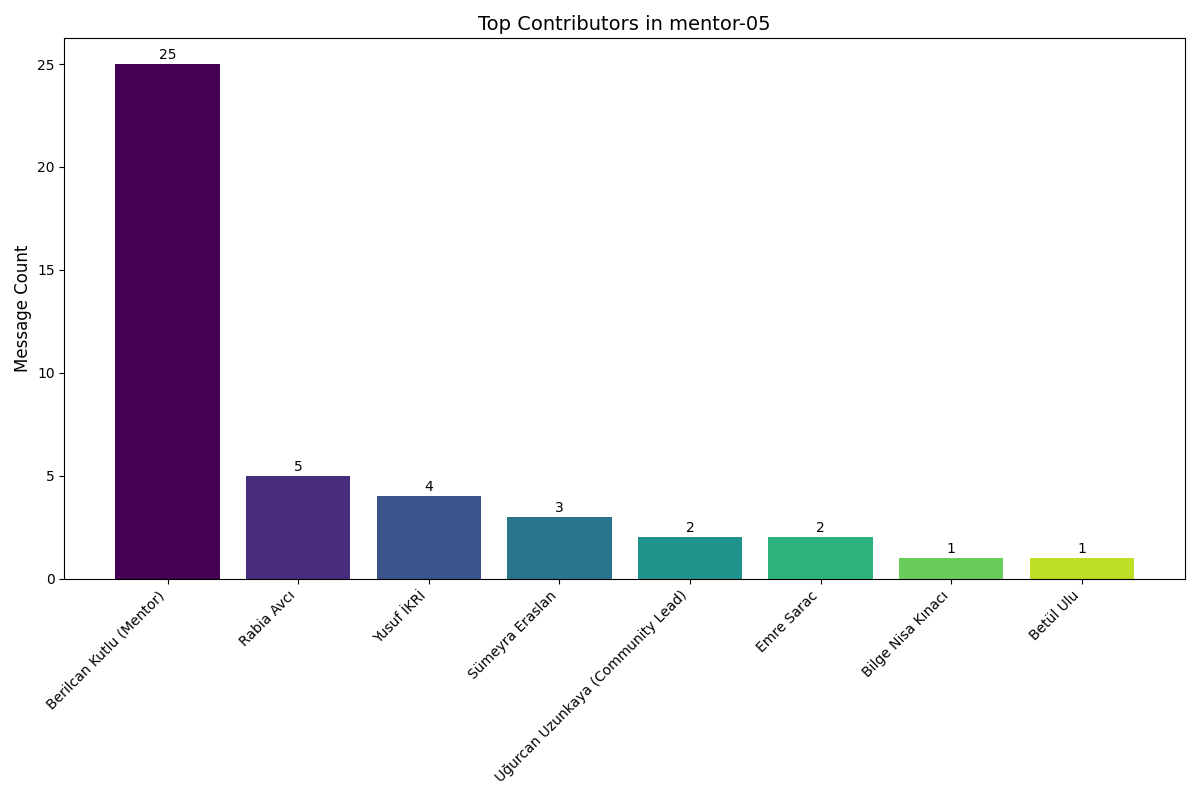 Top Contributors in mentor-05
Message Count
25
20
15
10
5
0
25
5
4
3
2
2
1
1
Berilcan Kutlu (Mentor)
Rabia Avcı
Yusuf İKRİ
Sümeyra Eraslan
Uğurcan Uzunkaya (Community Lead)
Emre Sarac
Bilge Nisa Kınacı
Betül Ulu